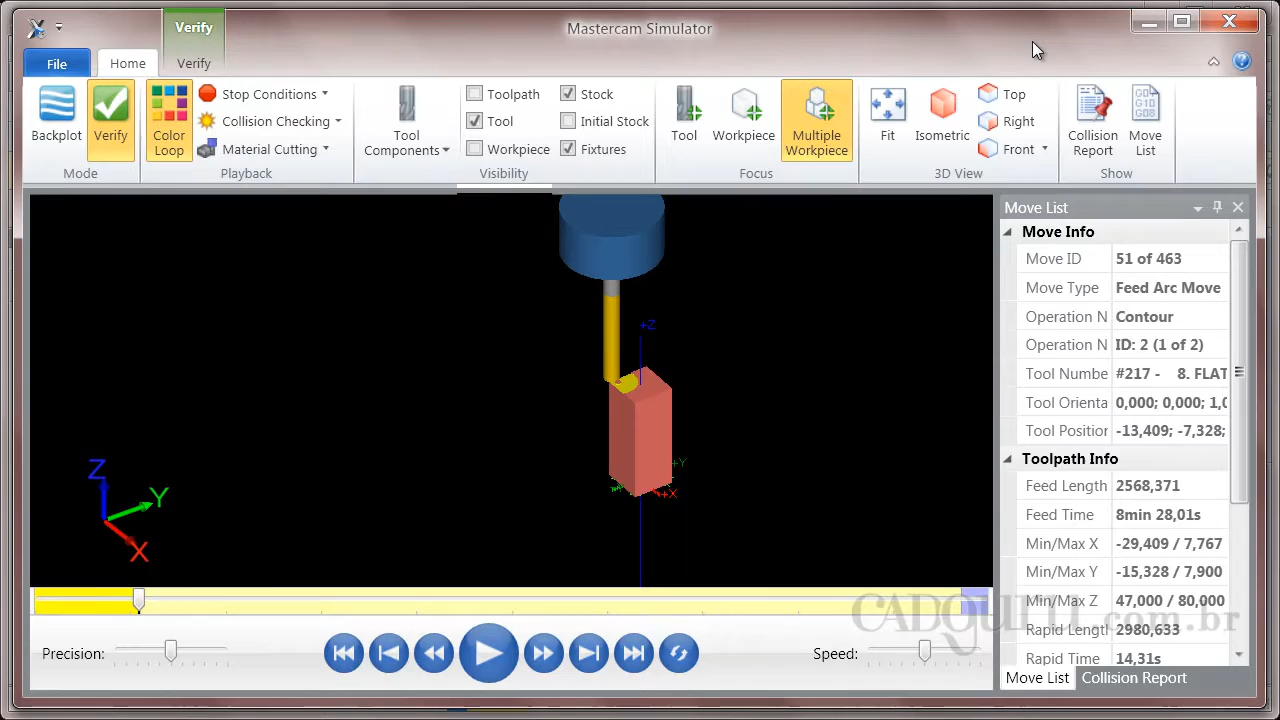 Verify
Mastercam Simulator
File
Home
Verify
Backplot
Verify
Mode
Color Loop
Stop Conditions
Collision Checking
Material Cutting
Playback
Tool Components
Toolpath
Tool
Workpiece
Stock
Initial Stock
Fixtures
Visibility
Tool
Workpiece
Multiple Workpiece
Focus
Fit
Isometric
Top
Right
Front
3D View
Collision Report
G0
G10
G8
Move List
Show
+Z
+Y
+X
Z
Y
X
Move List
Move Info
Move ID 51 of 463
Move Type Feed Arc Move
Operation N Contour
Operation N ID: 2 (1 of 2)
Tool Numbe #217 - 8. FLAT
Tool Orienta 0,000; 0,000; 1,0
Tool Position -13,409; -7,328;
Toolpath Info
Feed Length 2568,371
Feed Time 8min 28,01s
Min/Max X -29,409 / 7,767
Min/Max Y -15,328 / 7,900
Min/Max Z 47,000 / 80,000
Rapid Length 2980,633
Rapid Time 14,31s
Move List
Collision Report
Precision:
Speed:
.com.br